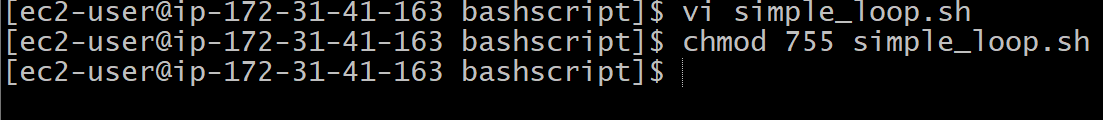 [ec2-user@ip-172-31-41-163 bashscript]$ vi simple_loop.sh
[ec2-user@ip-172-31-41-163 bashscript]$ chmod 755 simple_loop.sh
[ec2-user@ip-172-31-41-163 bashscript]$